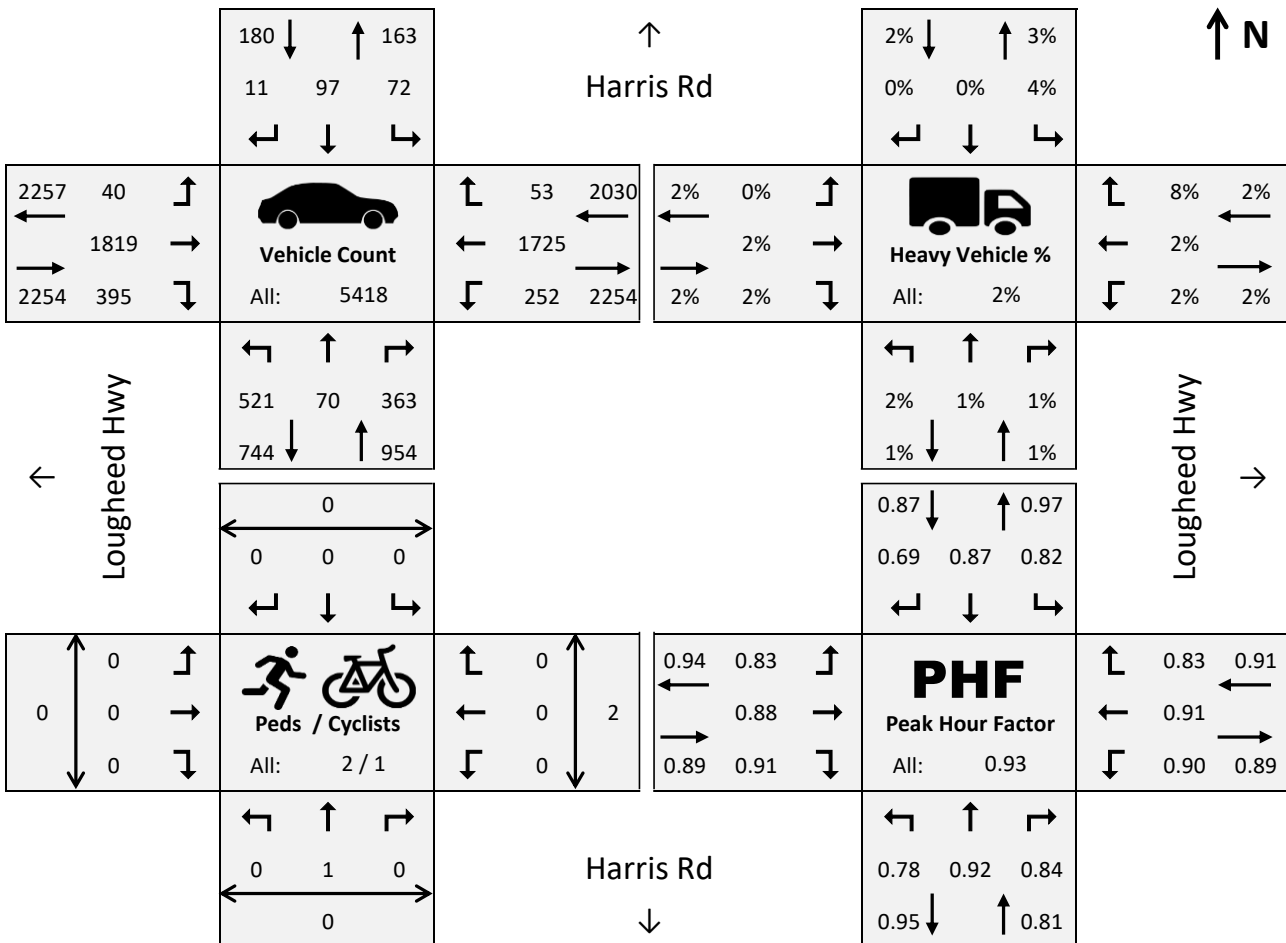 180 163 2% 3% N
Harris Rd
11 97 72 0% 0% 4%
2257 40 53 2030 2% 0% 8% 2%
1819 1725 2% 2%
Vehicle Count Heavy Vehicle %
2254 395 All: 5418 252 2254 2% 2% All: 2% 2% 2%
521 70 363 2% 1% 1%
744 954 1% 1%
Lougheed Hwy Lougheed Hwy
0 0.87 0.97
0 0 0 0.69 0.87 0.82
0 0 0.94 0.83 0.83 0.91
PHF
0 0 0 2 0.88 0.91
Peds / Cyclists Peak Hour Factor
0 All: 2 / 1 0 0.89 0.91 All: 0.93 0.90 0.89
0 1 0 Harris Rd 0.78 0.92 0.84
0 0.95 0.81